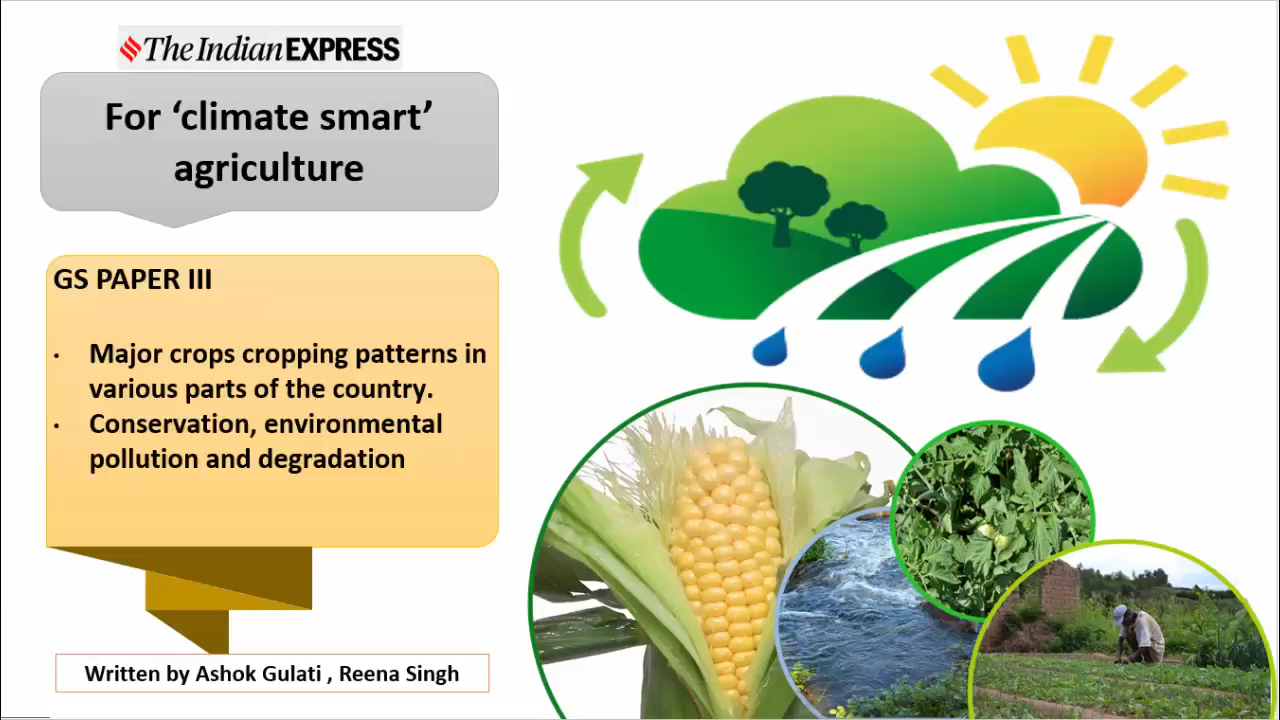 The Indian EXPRESS
For ‘climate smart’
agriculture
GS PAPER III
• Major crops cropping patterns in
various parts of the country.
• Conservation, environmental
pollution and degradation
Written by Ashok Gulati , Reena Singh